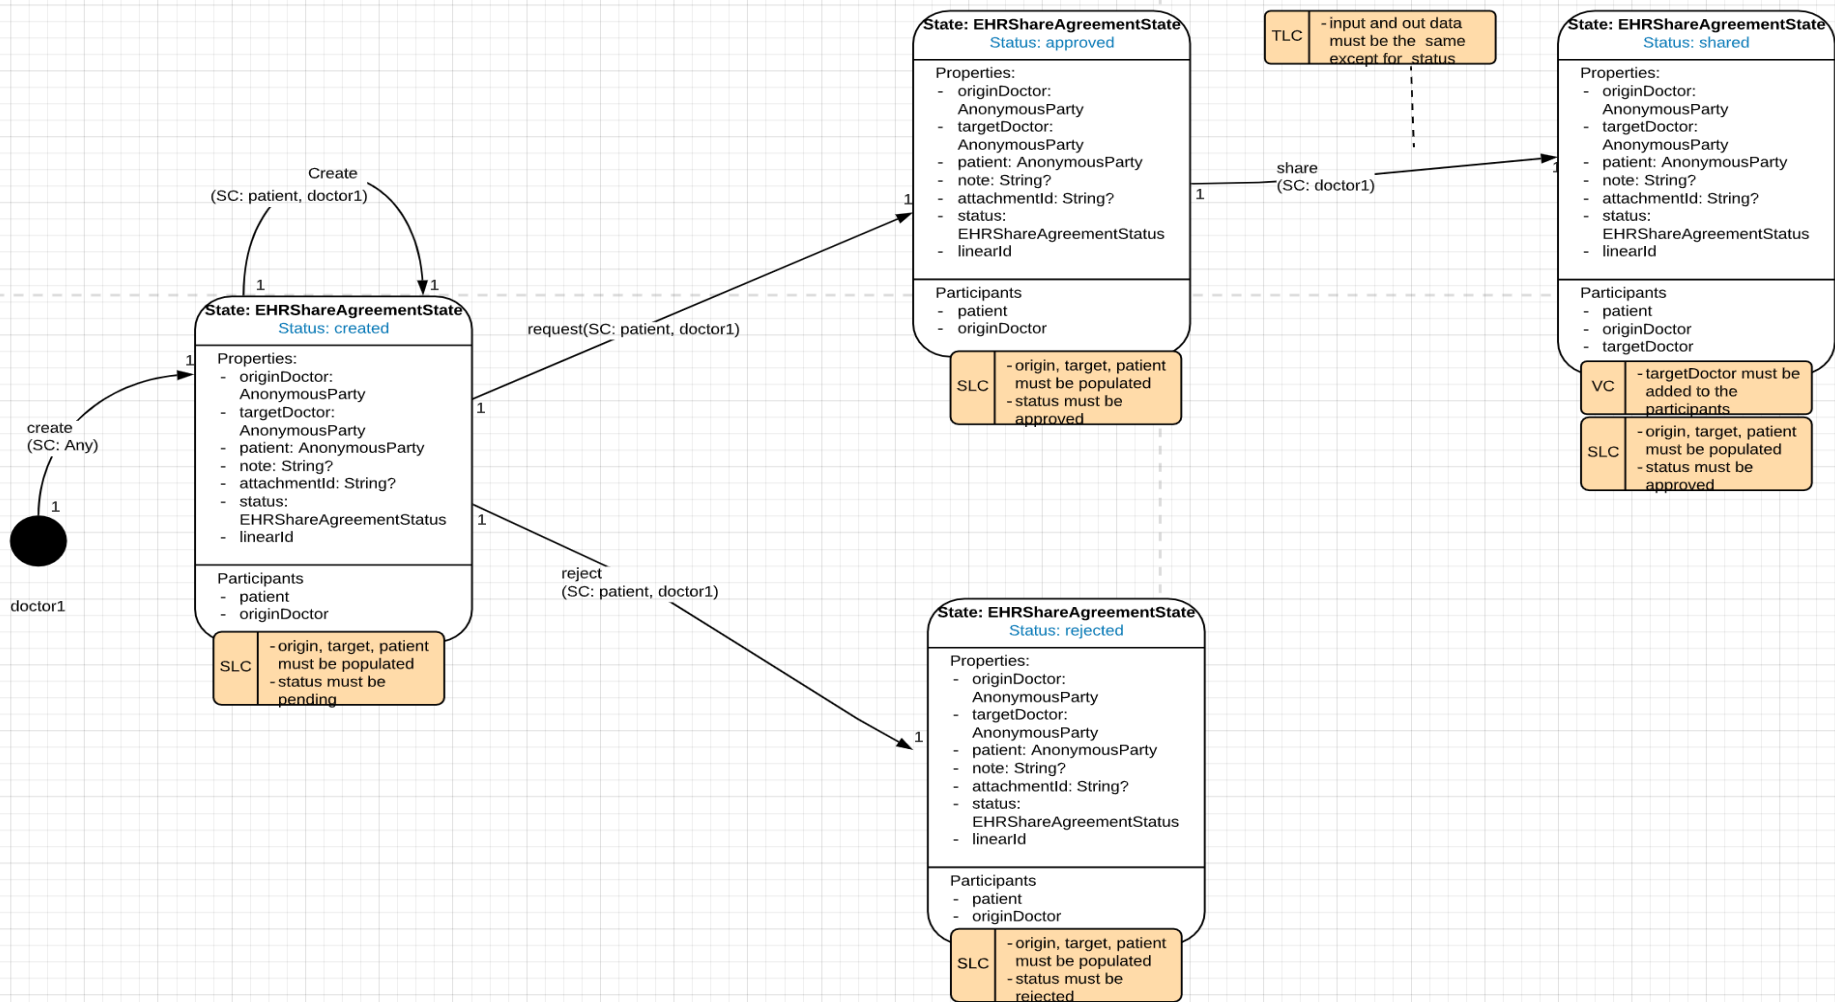 Create
(SC: patient, doctor1)
1
1
State: EHRShareAgreementState
Status: created
Properties:
- originDoctor:
AnonymousParty
- targetDoctor:
AnonymousParty
- patient: AnonymousParty
- note: String?
- attachmentId: String?
- status:
EHRShareAgreementStatus
- linearId
Participants
- patient
- originDoctor
SLC
- origin, target, patient
must be populated
- status must be
pending
1
create
(SC: Any)
1
doctor1
request(SC: patient, doctor1)
1
1
reject
(SC: patient, doctor1)
1
1
State: EHRShareAgreementState
Status: approved
Properties:
- originDoctor:
AnonymousParty
- targetDoctor:
AnonymousParty
- patient: AnonymousParty
- note: String?
- attachmentId: String?
- status:
EHRShareAgreementStatus
- linearId
Participants
- patient
- originDoctor
SLC
- origin, target, patient
must be populated
- status must be
approved
TLC
- input and out data
must be the same
except for status
share
(SC: doctor1)
1
1
State: EHRShareAgreementState
Status: shared
Properties:
- originDoctor:
AnonymousParty
- targetDoctor:
AnonymousParty
- patient: AnonymousParty
- note: String?
- attachmentId: String?
- status:
EHRShareAgreementStatus
- linearId
Participants
- patient
- originDoctor
- targetDoctor
VC
- targetDoctor must be
added to the
participants
SLC
- origin, target, patient
must be populated
- status must be
approved
State: EHRShareAgreementState
Status: rejected
Properties:
- originDoctor:
AnonymousParty
- targetDoctor:
AnonymousParty
- patient: AnonymousParty
- note: String?
- attachmentId: String?
- status:
EHRShareAgreementStatus
- linearId
Participants
- patient
- originDoctor
SLC
- origin, target, patient
must be populated
- status must be
rejected